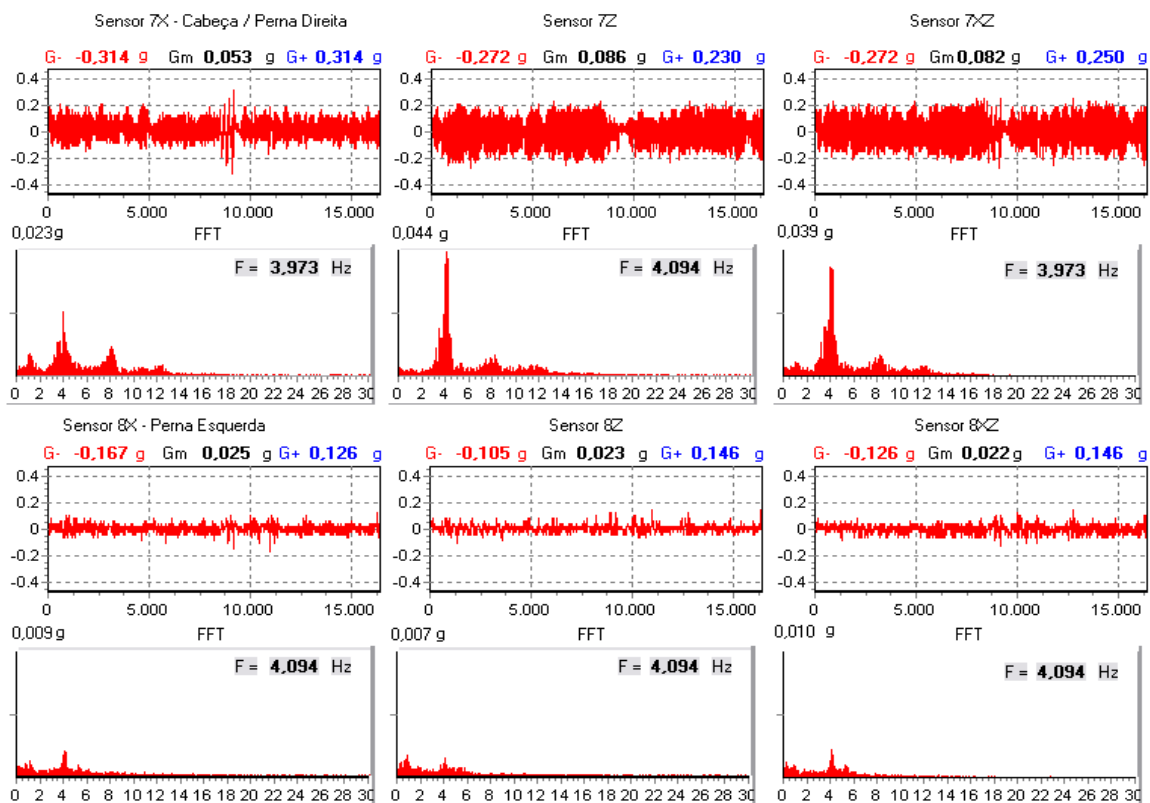 Sensor 7X - Cabeça / Perna Direita
G- -0,314 g Gm 0,053 g G+ 0,314 g
0.4
0.2
0
-0.2
-0.4
0 5.000 10.000 15.000
0,023g FFT
F = 3,973 Hz
0 2 4 6 8 10 12 14 16 18 20 22 24 26 28 30
Sensor 7Z
G- -0,272 g Gm 0,086 g G+ 0,230 g
0.4
0.2
0
-0.2
-0.4
0 5.000 10.000 15.000
0,044 g FFT
F = 4,094 Hz
0 2 4 6 8 10 12 14 16 18 20 22 24 26 28 30
Sensor 7XZ
G- -0,272 g Gm 0,082 g G+ 0,250 g
0.4
0.2
0
-0.2
-0.4
0 5.000 10.000 15.000
0,039 g FFT
F = 3,973 Hz
0 2 4 6 8 10 12 14 16 18 20 22 24 26 28 30
Sensor 8X - Perna Esquerda
G- -0,167 g Gm 0,025 g G+ 0,126 g
0.4
0.2
0
-0.2
-0.4
0 5.000 10.000 15.000
0,009 g FFT
F = 4,094 Hz
0 2 4 6 8 10 12 14 16 18 20 22 24 26 28 30
Sensor 8Z
G- -0,105 g Gm 0,023 g G+ 0,146 g
0.4
0.2
0
-0.2
-0.4
0 5.000 10.000 15.000
0,007 g FFT
F = 4,094 Hz
0 2 4 6 8 10 12 14 16 18 20 22 24 26 28 30
Sensor 8XZ
G- -0,126 g Gm 0,022 g G+ 0,146 g
0.4
0.2
0
-0.2
-0.4
0 5.000 10.000 15.000
0,010 g FFT
F = 4,094 Hz
0 2 4 6 8 10 12 14 16 18 20 22 24 26 28 30